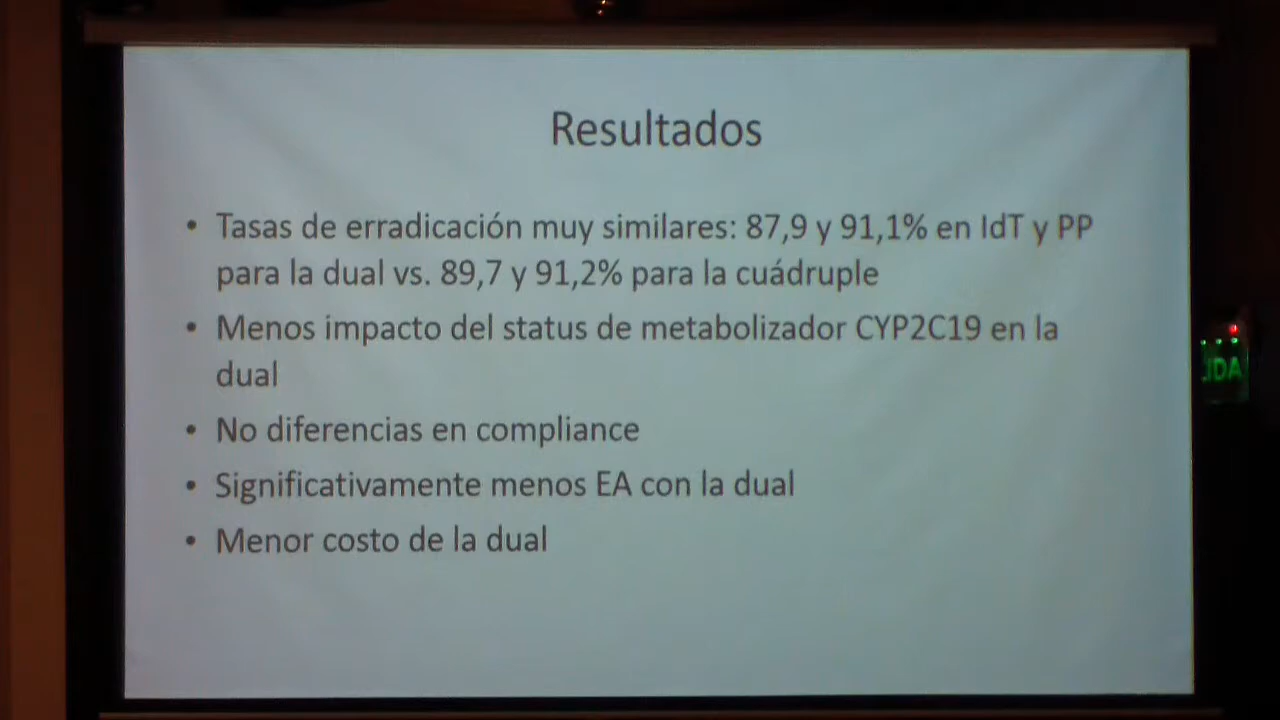 Resultados
• Tasas de erradicación muy similares: 87,9 y 91,1% en IdT y PP
para la dual vs. 89,7 y 91,2% para la cuádruple
• Menos impacto del status de metabolizador CYP2C19 en la
dual
• No diferencias en compliance
• Significativamente menos EA con la dual
• Menor costo de la dual
IDA